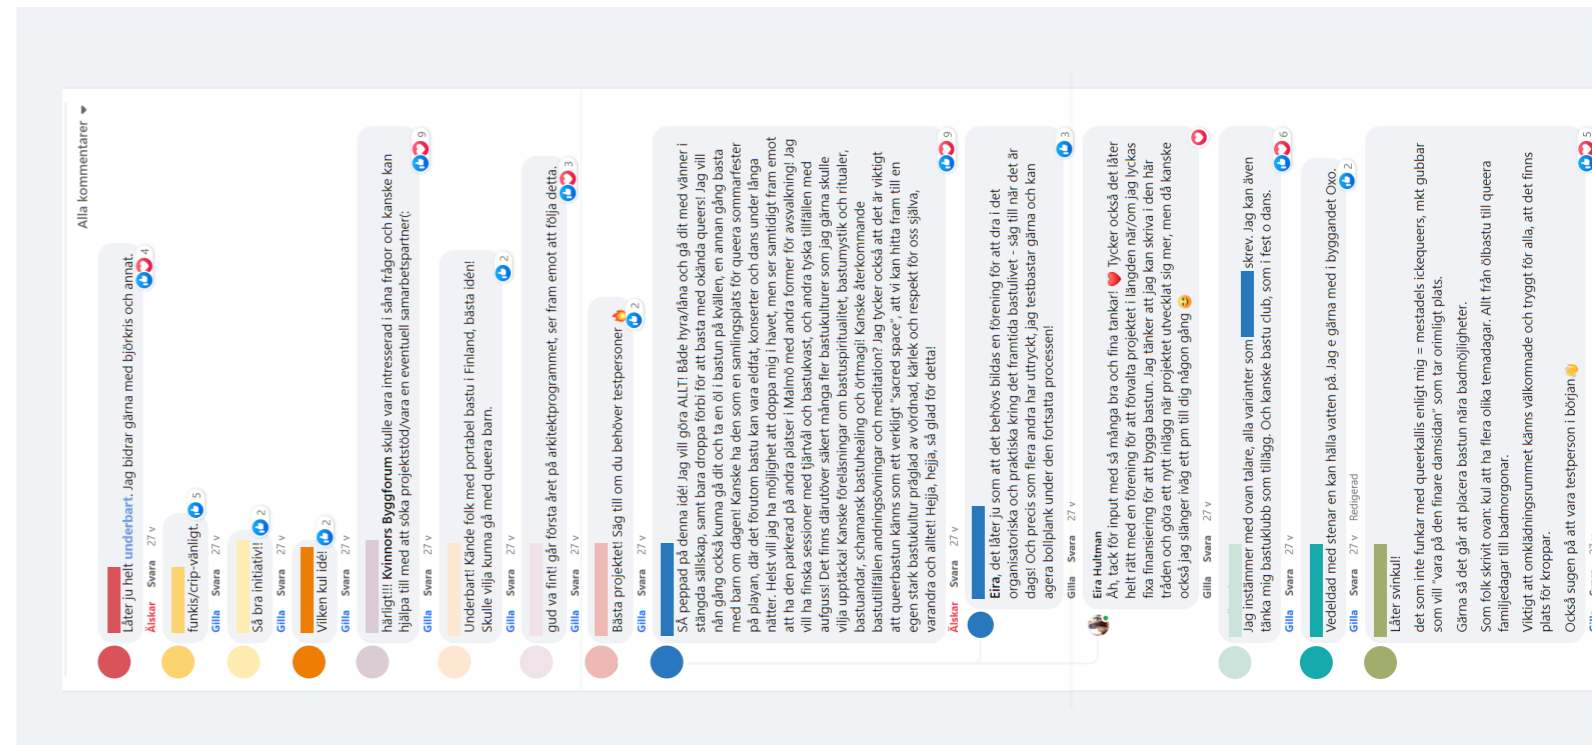 Alla kommentarer
Låter ju helt underbart. Jag bidrar gärna med björkris och annat.
4
Älskar Svara 27 v
funkis/crip-vänligt.
5
Gilla Svara 27 v
Så bra initiativ!!
2
Gilla Svara 27 v
Vilken kul idé!
2
Gilla Svara 27 v
härligt!!! Kvinnors Byggforum skulle vara intresserad i såna frågor och kanske kan
hjälpa till med att söka projektstöd/vara en eventuell samarbetspartner(;
9
Gilla Svara 27 v
Underbart! Kände folk med portabel bastu i Finland, bästa idén!
Skulle vilja kunna gå med queera barn.
2
Gilla Svara 27 v
gud va fint! går första året på arkitektprogrammet, ser fram emot att följa detta.
3
Gilla Svara 27 v
Bästa projektet! Säg till om du behöver testpersoner 🔥
2
Gilla Svara 27 v
SÅ peppad på denna idé! Jag vill göra ALLT! Både hyra/låna och gå dit med vänner i
stängda sällskap, samt bara droppa förbi för att basta med okända queers! Jag vill
nån gång också kunna gå dit och ta en öl i bastun på kvällen, en annan gång basta
med barn om dagen! Kanske ha den som en samlingsplats för queera sommarfester
på playan, där det förutom bastu kan vara eldfat, konserter och dans under långa
nätter. Helst vill jag ha möjlighet att doppa mig i havet, men ser samtidigt fram emot
att ha den parkerad på andra platser i Malmö med andra former för avsvalkning! Jag
vill ha finska sessioner med tjärtvål och bastukvast, och andra tyska tillfällen med
aufguss! Det finns därutöver säkert många fler bastukulturer som jag gärna skulle
vilja upptäcka! Kanske föreläsningar om bastuspiritualitet, bastumystik och ritualer,
bastuandar, schamansk bastuhealing och örtmagi! Kanske återkommande
bastutillfällen andningsövningar och meditation? Jag tycker också att det är viktigt
att queerbastun känns som ett verkligt "sacred space", att vi kan hitta fram till en
egen stark bastukultur präglad av vördnad, kärlek och respekt för oss själva,
varandra och alltet! Hejja, hejja, så glad för detta!
9
Älskar Svara 27 v
Eira, det låter ju som att det behövs bildas en förening för att dra i det
organisatoriska och praktiska kring det framtida bastulivet - säg till när det är
dags! Och precis som flera andra har uttryckt, jag testbastar gärna och kan
agera bollplank under den fortsatta processen!
3
Gilla Svara 27 v
Eira Hultman
Åh, tack för input med så många bra och fina tankar! ❤️ Tycker också det låter
helt rätt med en förening för att förvalta projektet i längden när/om jag lyckas
fixa finansiering för att bygga bastun. Jag tänker att jag kan skriva i den här
tråden och göra ett nytt inlägg när projektet utvecklat sig mer, men då kanske
också jag slänger iväg ett pm till dig någon gång 😀
Gilla Svara 27 v
Jag instämmer med ovan talare, alla varianter som skrev. Jag kan även
tänka mig bastuklubb som tillägg. Och kanske bastu club, som i fest o dans.
6
Gilla Svara 27 v
Vedeldad med stenar en kan hälla vatten på. Jag e gärna med i byggandet Oxo.
2
Gilla Svara 27 v Redigerad
Låter svinkul!
det som inte funkar med queerkallis enligt mig = mestadels ickequeers, mkt gubbar
som vill "vara på den finare damsidan" som tar orimligt plats.
Gärna så det går att placera bastun nära badmöjligheter.
Som folk skrivit ovan: kul att ha flera olika temadagar. Allt från ölbastu till queera
familjedagar till badmorgonar.
Viktigt att omklädningsrummet känns välkommade och tryggt för alla, att det finns
plats för kroppar.
Också sugen på att vara testperson i början 👋
5